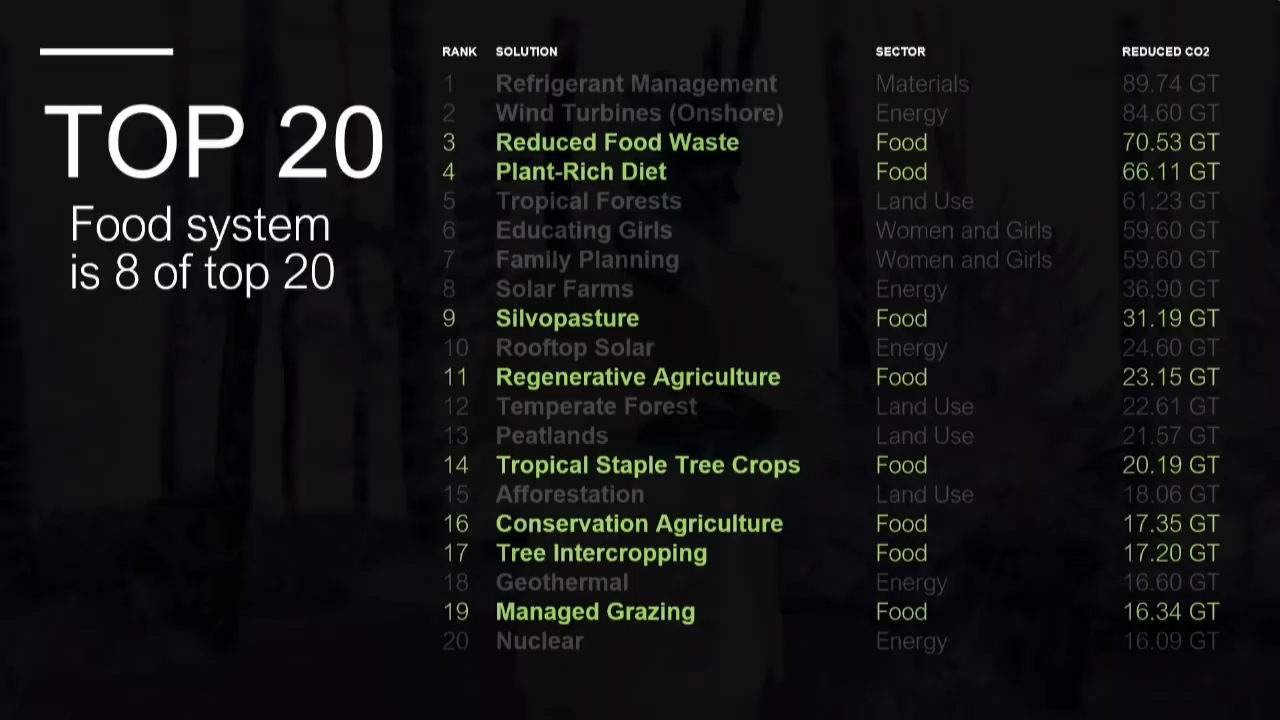 TOP 20
Food system
is 8 of top 20
RANK SOLUTION SECTOR REDUCED CO2
1 Refrigerant Management Materials 89.74 GT
2 Wind Turbines (Onshore) Energy 84.60 GT
3 Reduced Food Waste Food 70.53 GT
4 Plant-Rich Diet Food 66.11 GT
5 Tropical Forests Land Use 61.23 GT
6 Educating Girls Women and Girls 59.60 GT
7 Family Planning Women and Girls 59.60 GT
8 Solar Farms Energy 36.90 GT
9 Silvopasture Food 31.19 GT
10 Rooftop Solar Energy 24.60 GT
11 Regenerative Agriculture Food 23.15 GT
12 Temperate Forest Land Use 22.61 GT
13 Peatlands Land Use 21.57 GT
14 Tropical Staple Tree Crops Food 20.19 GT
15 Afforestation Land Use 18.06 GT
16 Conservation Agriculture Food 17.35 GT
17 Tree Intercropping Food 17.20 GT
18 Geothermal Energy 16.60 GT
19 Managed Grazing Food 16.34 GT
20 Nuclear Energy 16.09 GT